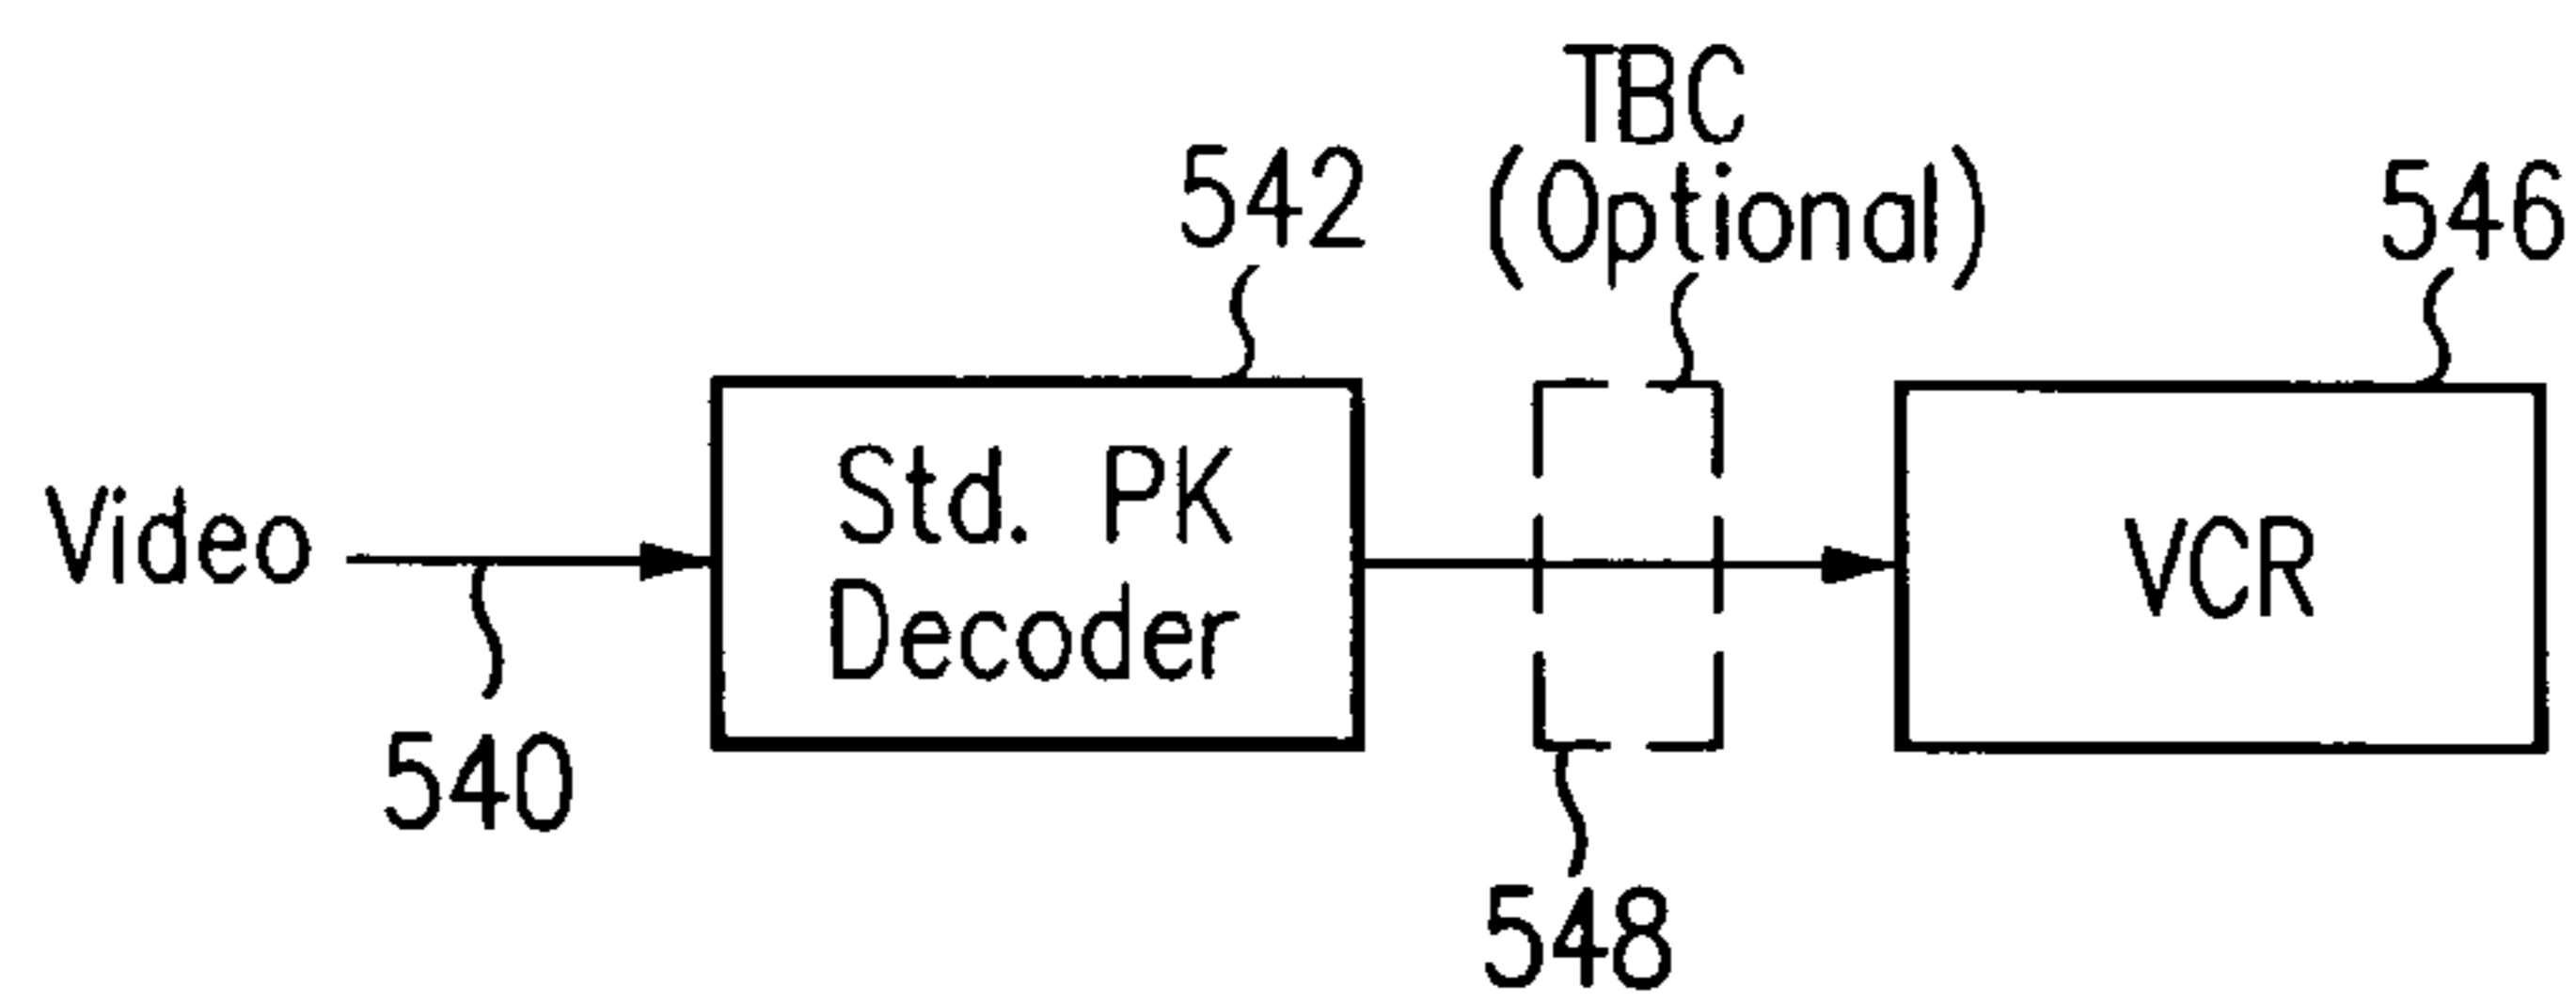 TBC
(Optional)
542
546
Video
Std. PK
Decoder
VCR
540
548